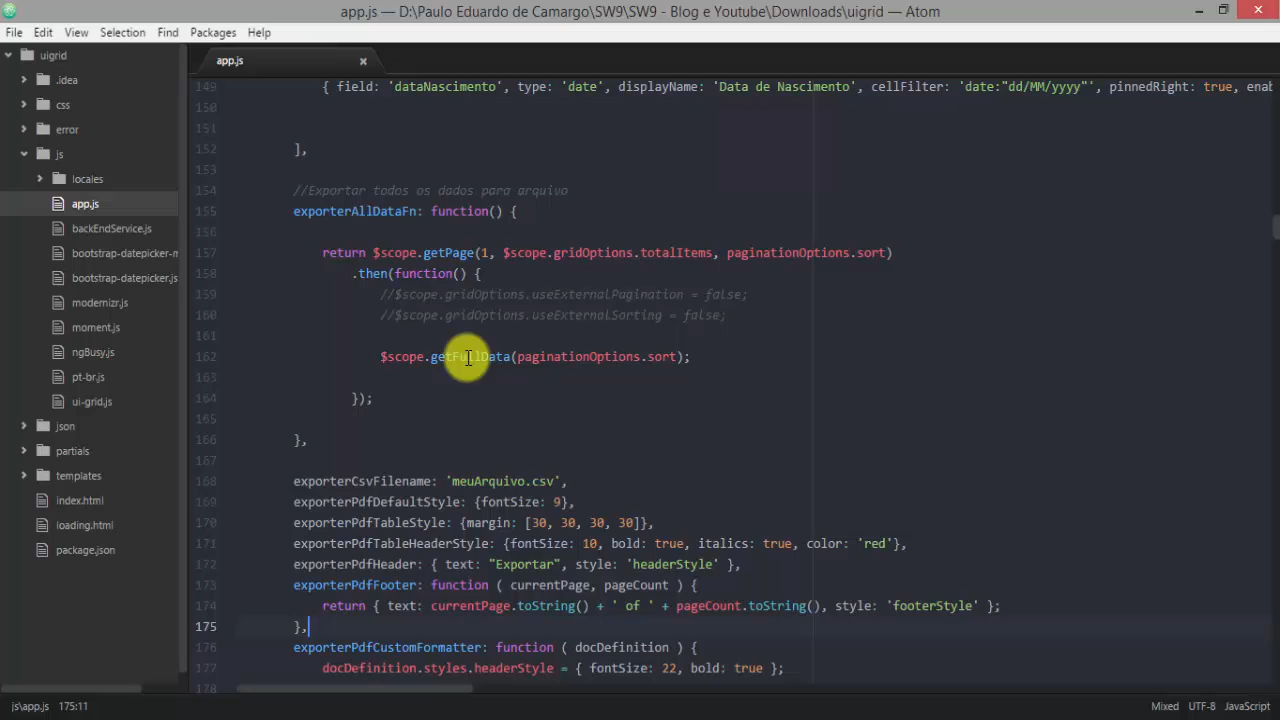 app.js — D:\Paulo Eduardo de Camargo\SW9\SW9 - Blog e Youtube\Downloads\uigrid — Atom
File Edit View Selection Find Packages Help
uigrid
.idea
css
error
js
locales
app.js
backEndService.js
bootstrap-datepicker-m
bootstrap-datepicker.js
modernizr.js
moment.js
ngBusy.js
pt-br.js
ui-grid.js
json
partials
templates
index.html
loading.html
package.json
app.js
149 { field: 'dataNascimento', type: 'date', displayName: 'Data de Nascimento', cellFilter: 'date:"dd/MM/yyyy"', pinnedRight: true, enab
150
151
152 ],
153
154 //Exportar todos os dados para arquivo
155 exporterAllDataFn: function() {
156
157 return $scope.getPage(1, $scope.gridOptions.totalItems, paginationOptions.sort)
158 .then(function() {
159 //$scope.gridOptions.useExternalPagination = false;
160 //$scope.gridOptions.useExternalSorting = false;
161
162 $scope.getFullData(paginationOptions.sort);
163
164 });
165
166 },
167
168 exporterCsvFilename: 'meuArquivo.csv',
169 exporterPdfDefaultStyle: {fontSize: 9},
170 exporterPdfTableStyle: {margin: [30, 30, 30, 30]},
171 exporterPdfTableHeaderStyle: {fontSize: 10, bold: true, italics: true, color: 'red'},
172 exporterPdfHeader: { text: "Exportar", style: 'headerStyle' },
173 exporterPdfFooter: function ( currentPage, pageCount ) {
174 return { text: currentPage.toString() + ' of ' + pageCount.toString(), style: 'footerStyle' };
175 },
176 exporterPdfCustomFormatter: function ( docDefinition ) {
177 docDefinition.styles.headerStyle = { fontSize: 22, bold: true };
178
js\app.js 175:11 Mixed UTF-8 JavaScript